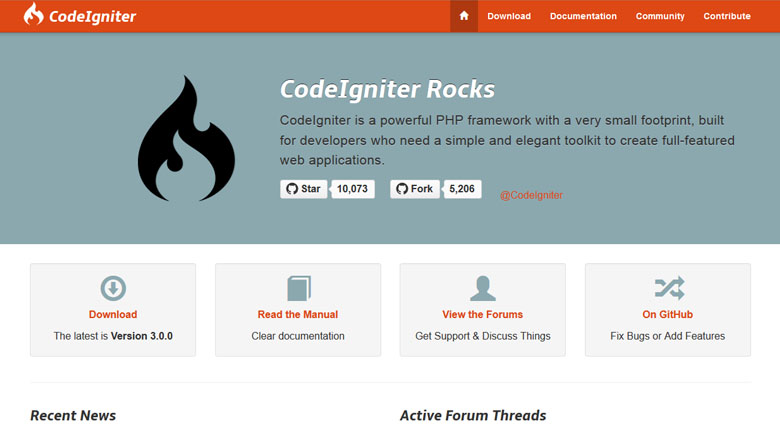 CodeIgniter
Download
Documentation
Community
Contribute
CodeIgniter Rocks
CodeIgniter is a powerful PHP framework with a very small footprint, built
for developers who need a simple and elegant toolkit to create full-featured
web applications.
Star 10,073 Fork 5,206 @CodeIgniter
Download
The latest is Version 3.0.0
Read the Manual
Clear documentation
View the Forums
Get Support & Discuss Things
On GitHub
Fix Bugs or Add Features
Recent News
Active Forum Threads